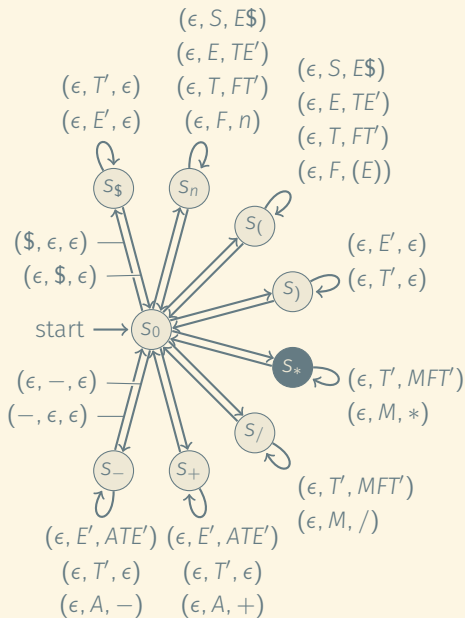 (ϵ, S, E$)
(ϵ, E, TE′)
(ϵ, T, FT′)
(ϵ, F, n)
(ϵ, T′, ϵ)
(ϵ, E′, ϵ)
(ϵ, S, E$)
(ϵ, E, TE′)
(ϵ, T, FT′)
(ϵ, F, (E))
S$
Sn
S(
($, ϵ, ϵ)
(ϵ, $, ϵ)
(ϵ, E′, ϵ)
(ϵ, T′, ϵ)
S)
start
S0
S*
(ϵ, T′, MFT′)
(ϵ, M, *)
(ϵ, −, ϵ)
(−, ϵ, ϵ)
S/
S−
S+
(ϵ, T′, MFT′)
(ϵ, M, /)
(ϵ, E′, ATE′)
(ϵ, T′, ϵ)
(ϵ, A, −)
(ϵ, E′, ATE′)
(ϵ, T′, ϵ)
(ϵ, A, +)